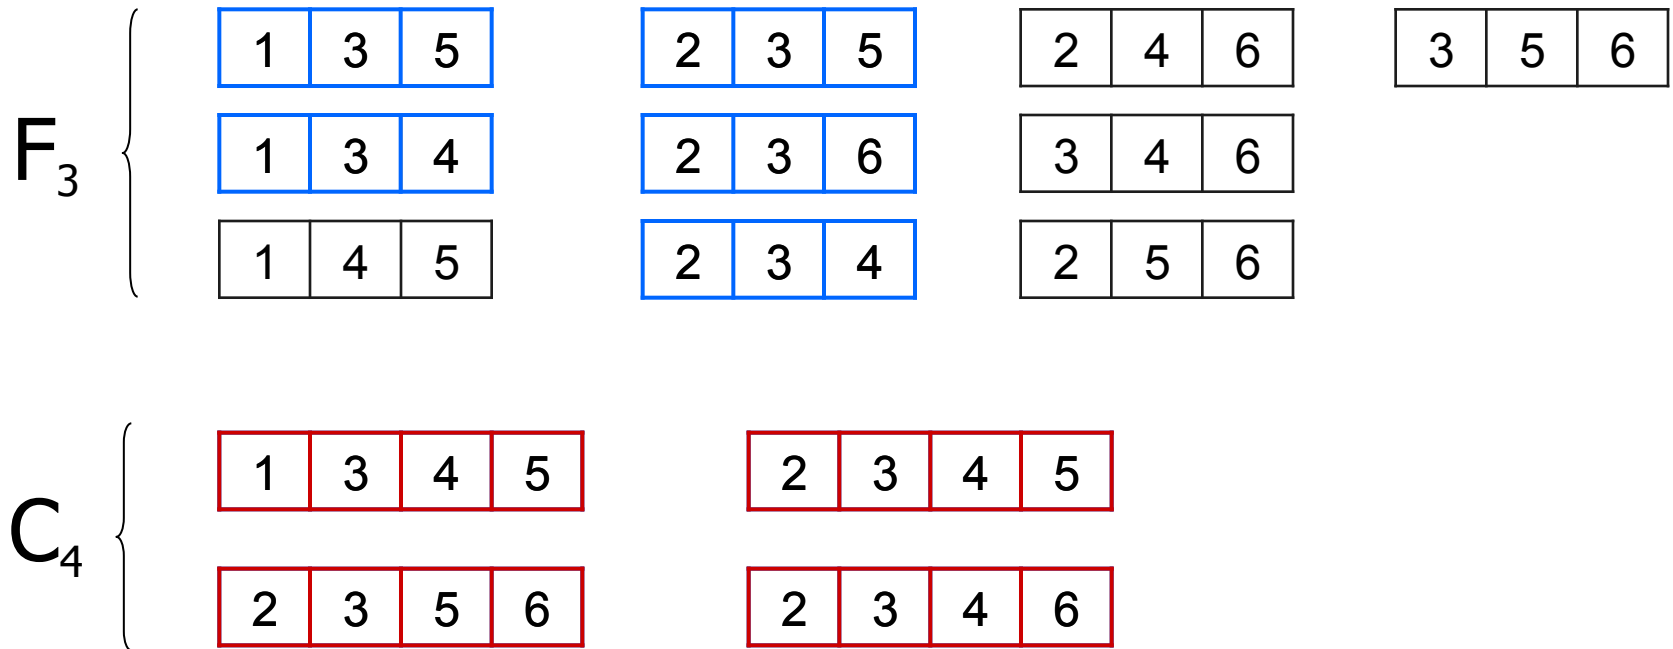 1 3 5 2 3 5 2 4 6 3 5 6
F3 1 3 4 2 3 6 3 4 6
1 4 5 2 3 4 2 5 6
1 3 4 5 2 3 4 5
C4
2 3 5 6 2 3 4 6